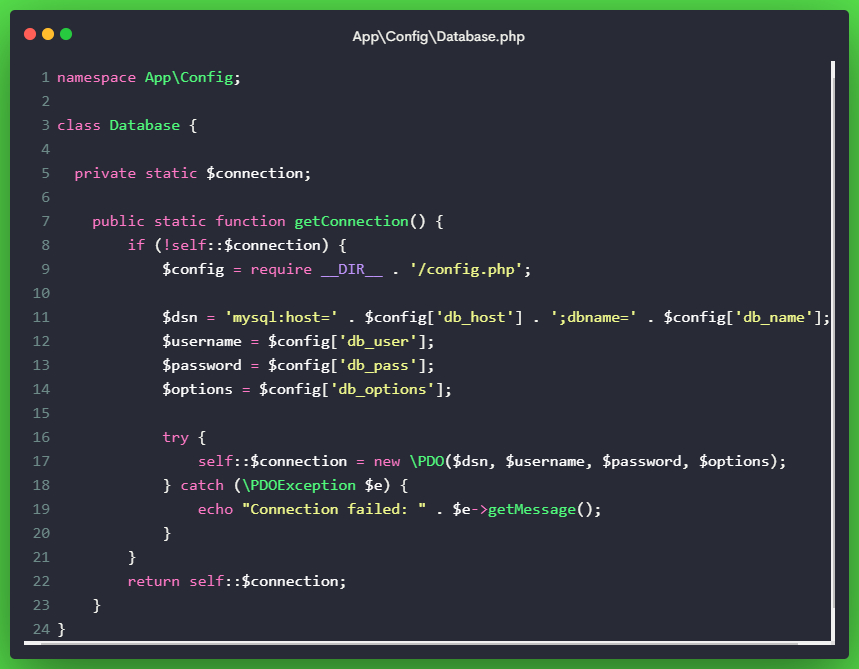 App\Config\Database.php
1 namespace App\Config;
2
3 class Database {
4
5   private static $connection;
6
7     public static function getConnection() {
8         if (!self::$connection) {
9             $config = require __DIR__ . '/config.php';
10
11             $dsn = 'mysql:host=' . $config['db_host'] . ';dbname=' . $config['db_name'];
12             $username = $config['db_user'];
13             $password = $config['db_pass'];
14             $options = $config['db_options'];
15
16             try {
17                 self::$connection = new \PDO($dsn, $username, $password, $options);
18             } catch (\PDOException $e) {
19                 echo "Connection failed: " . $e->getMessage();
20             }
21         }
22         return self::$connection;
23     }
24 }